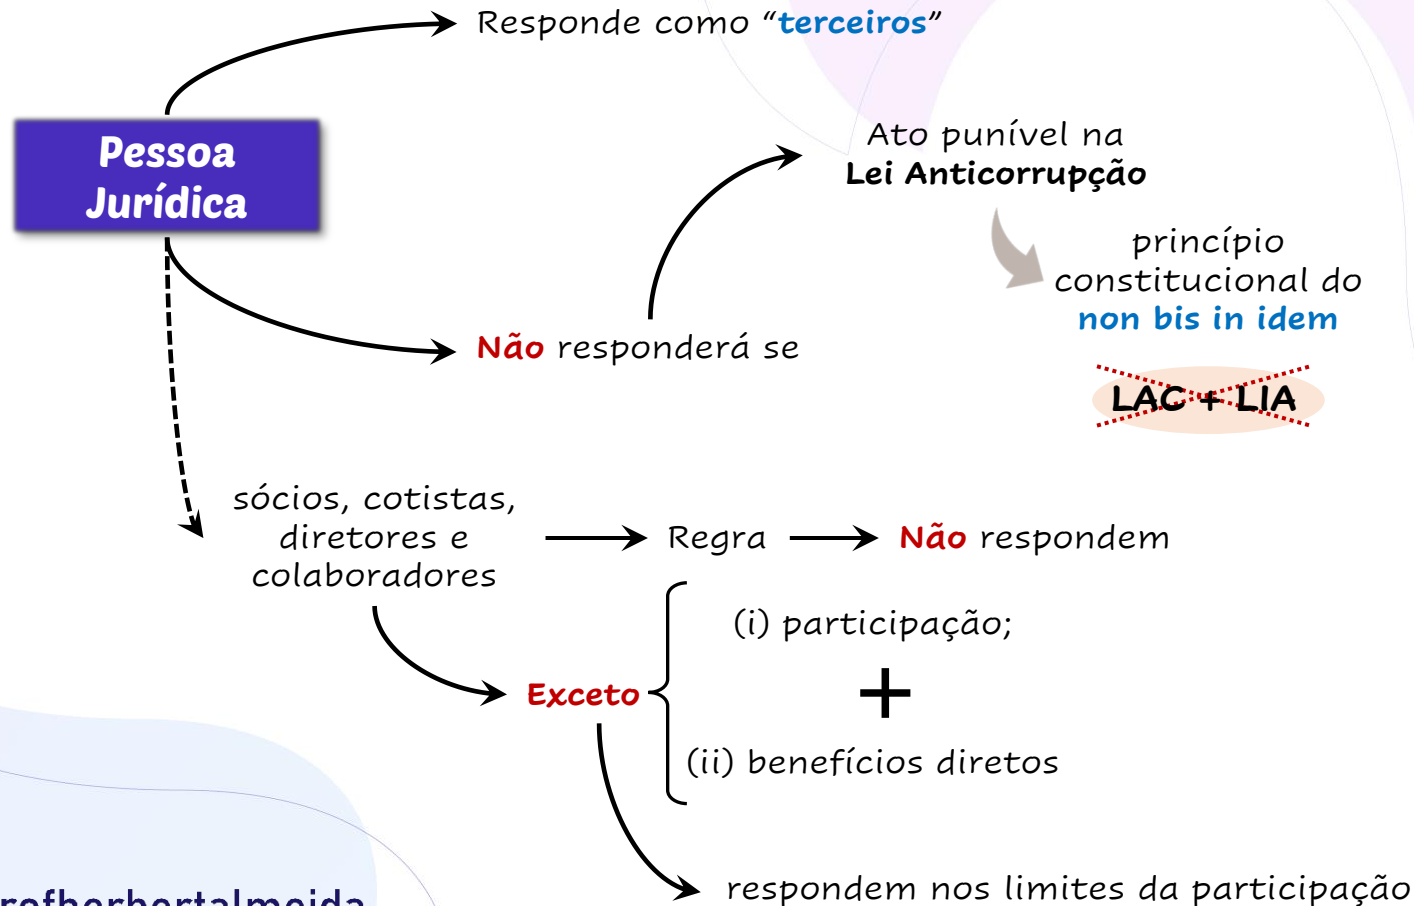 Responde como “terceiros”
Pessoa
Jurídica
Ato punível na
Lei Anticorrupção
princípio
constitucional do
non bis in idem
Não responderá se
LAC + LIA
sócios, cotistas,
diretores e
colaboradores
Regra
Não respondem
(i) participação;
Exceto
+
(ii) benefícios diretos
respondem nos limites da participação